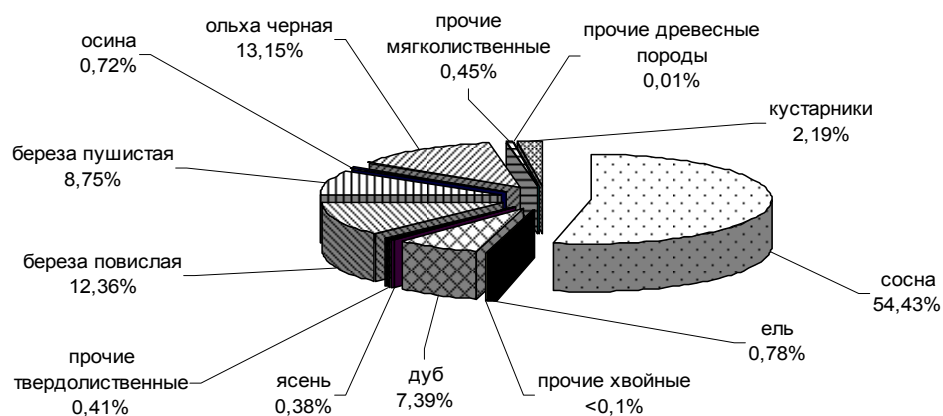 осина
0,72%
ольха черная
13,15%
прочие
мягколиственные
0,45%
прочие древесные
породы
0,01%
кустарники
2,19%
береза пушистая
8,75%
береза повислая
12,36%
сосна
54,43%
ель
0,78%
прочие
твердолиственные
0,41%
ясень
0,38%
дуб
7,39%
прочие хвойные
<0,1%